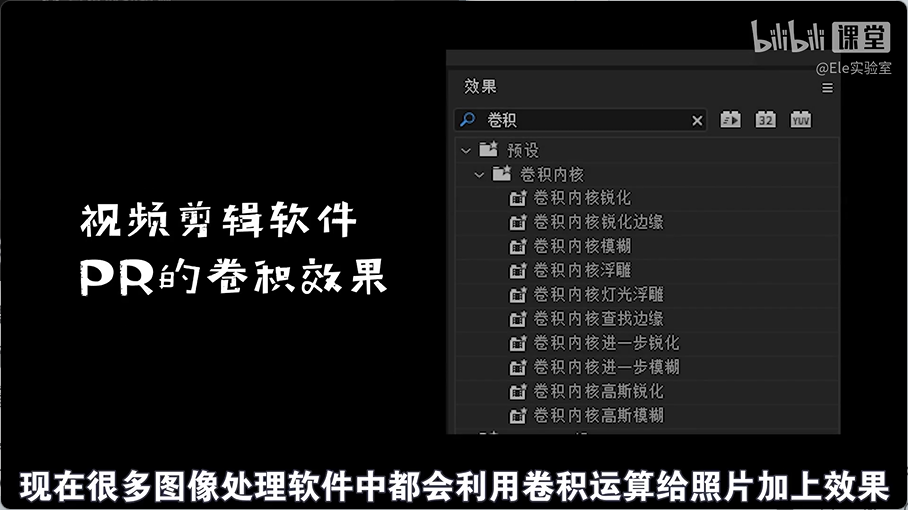 bilibili 课堂
@Ele实验室
效果
卷积
32
YUV
预设
卷积内核
卷积内核锐化
卷积内核锐化边缘
卷积内核模糊
卷积内核浮雕
卷积内核灯光浮雕
卷积内核查找边缘
卷积内核进一步锐化
卷积内核进一步模糊
卷积内核高斯锐化
卷积内核高斯模糊
视频剪辑软件
PR的卷积效果
现在很多图像处理软件中都会利用卷积运算给照片加上效果